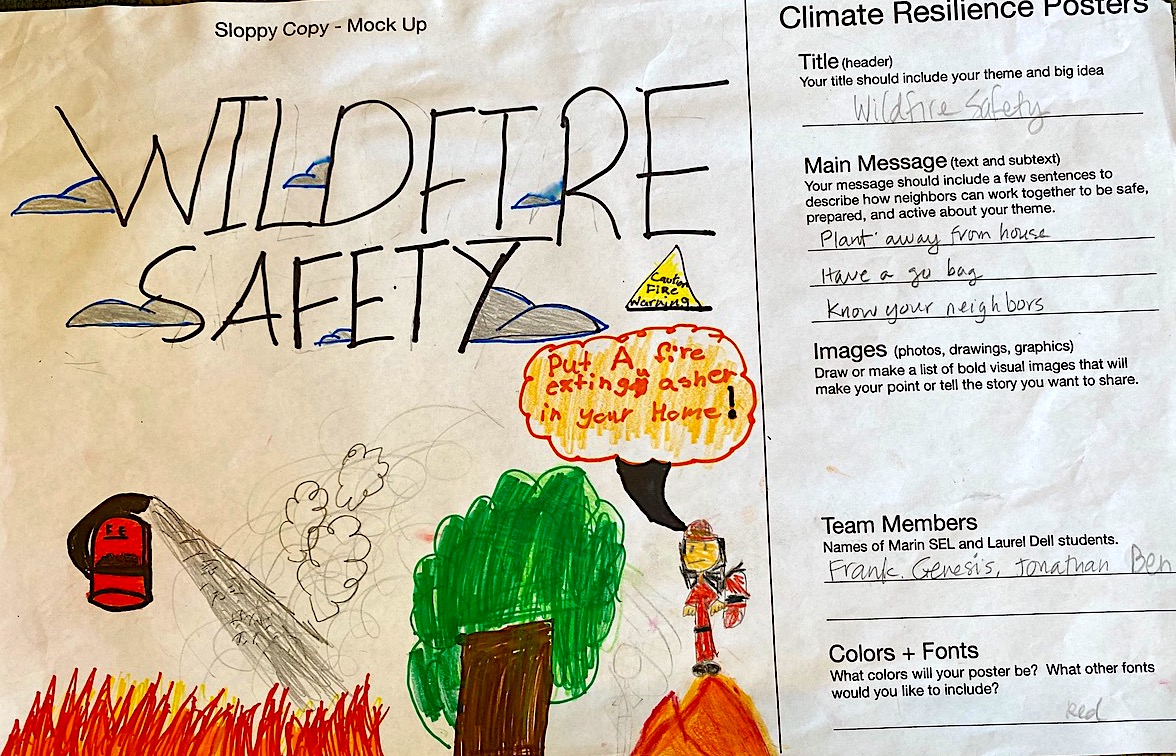 Sloppy Copy - Mock Up
WILDFIRE
SAFETY
Caution
FIRE
Warning
Put A fire
extingu asher
in your Home!
Climate Resilience Posters
Title (header)
Your title should include your theme and big idea
Wildfire Safety
Main Message (text and subtext)
Your message should include a few sentences to
describe how neighbors can work together to be safe,
prepared, and active about your theme.
Plant away from house
Have a go bag
Know your neighbors
Images (photos, drawings, graphics)
Draw or make a list of bold visual images that will
make your point or tell the story you want to share.
Team Members
Names of Marin SEL and Laurel Dell students.
Frank. Genesis, Jonathan Ben
Colors + Fonts
What colors will your poster be? What other fonts
would you like to include?
Red